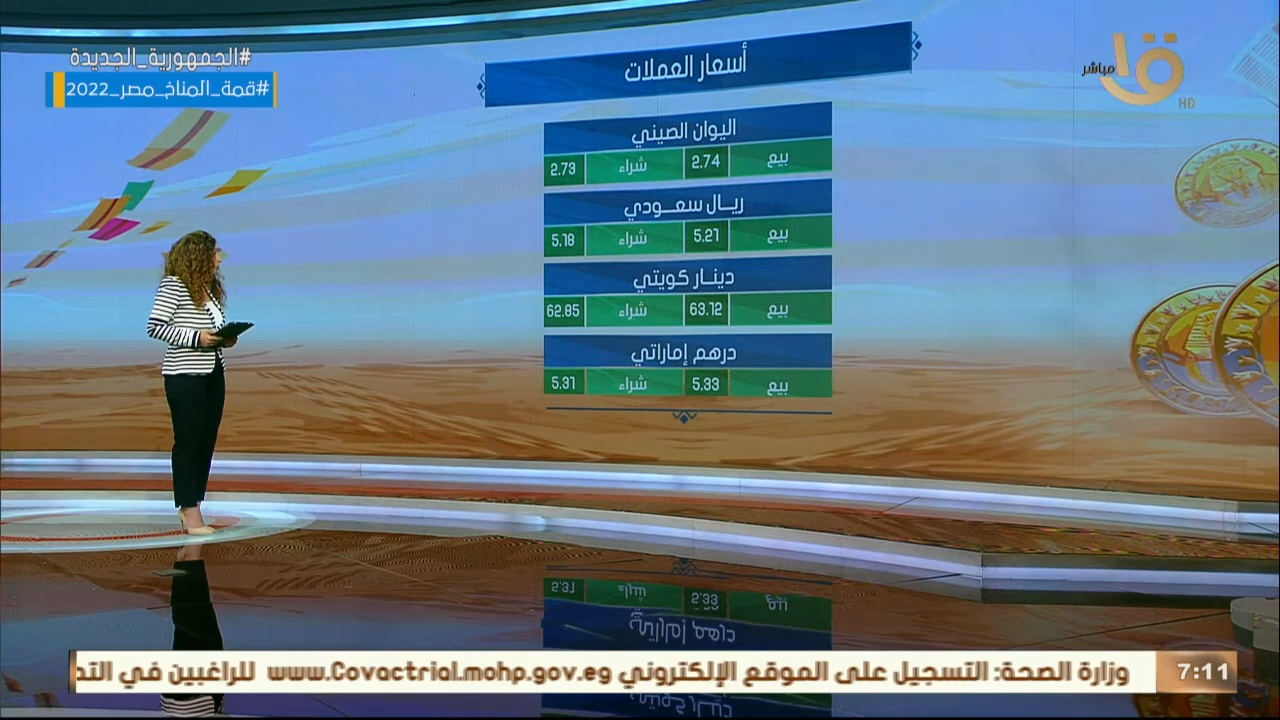 #الجمهورية_الجديدة
#قمة_المناخ_مصر_2022
مباشر
HD
أسعار العملات
اليوان الصيني
بيع 2.74 شراء 2.73
ريال سعودي
بيع 5.21 شراء 5.18
دينار كويتي
بيع 63.12 شراء 62.85
درهم إماراتي
بيع 5.33 شراء 5.31
7:11 وزارة الصحة: التسجيل على الموقع الإلكتروني www.Covactrial.mohp.gov.eg للراغبين في